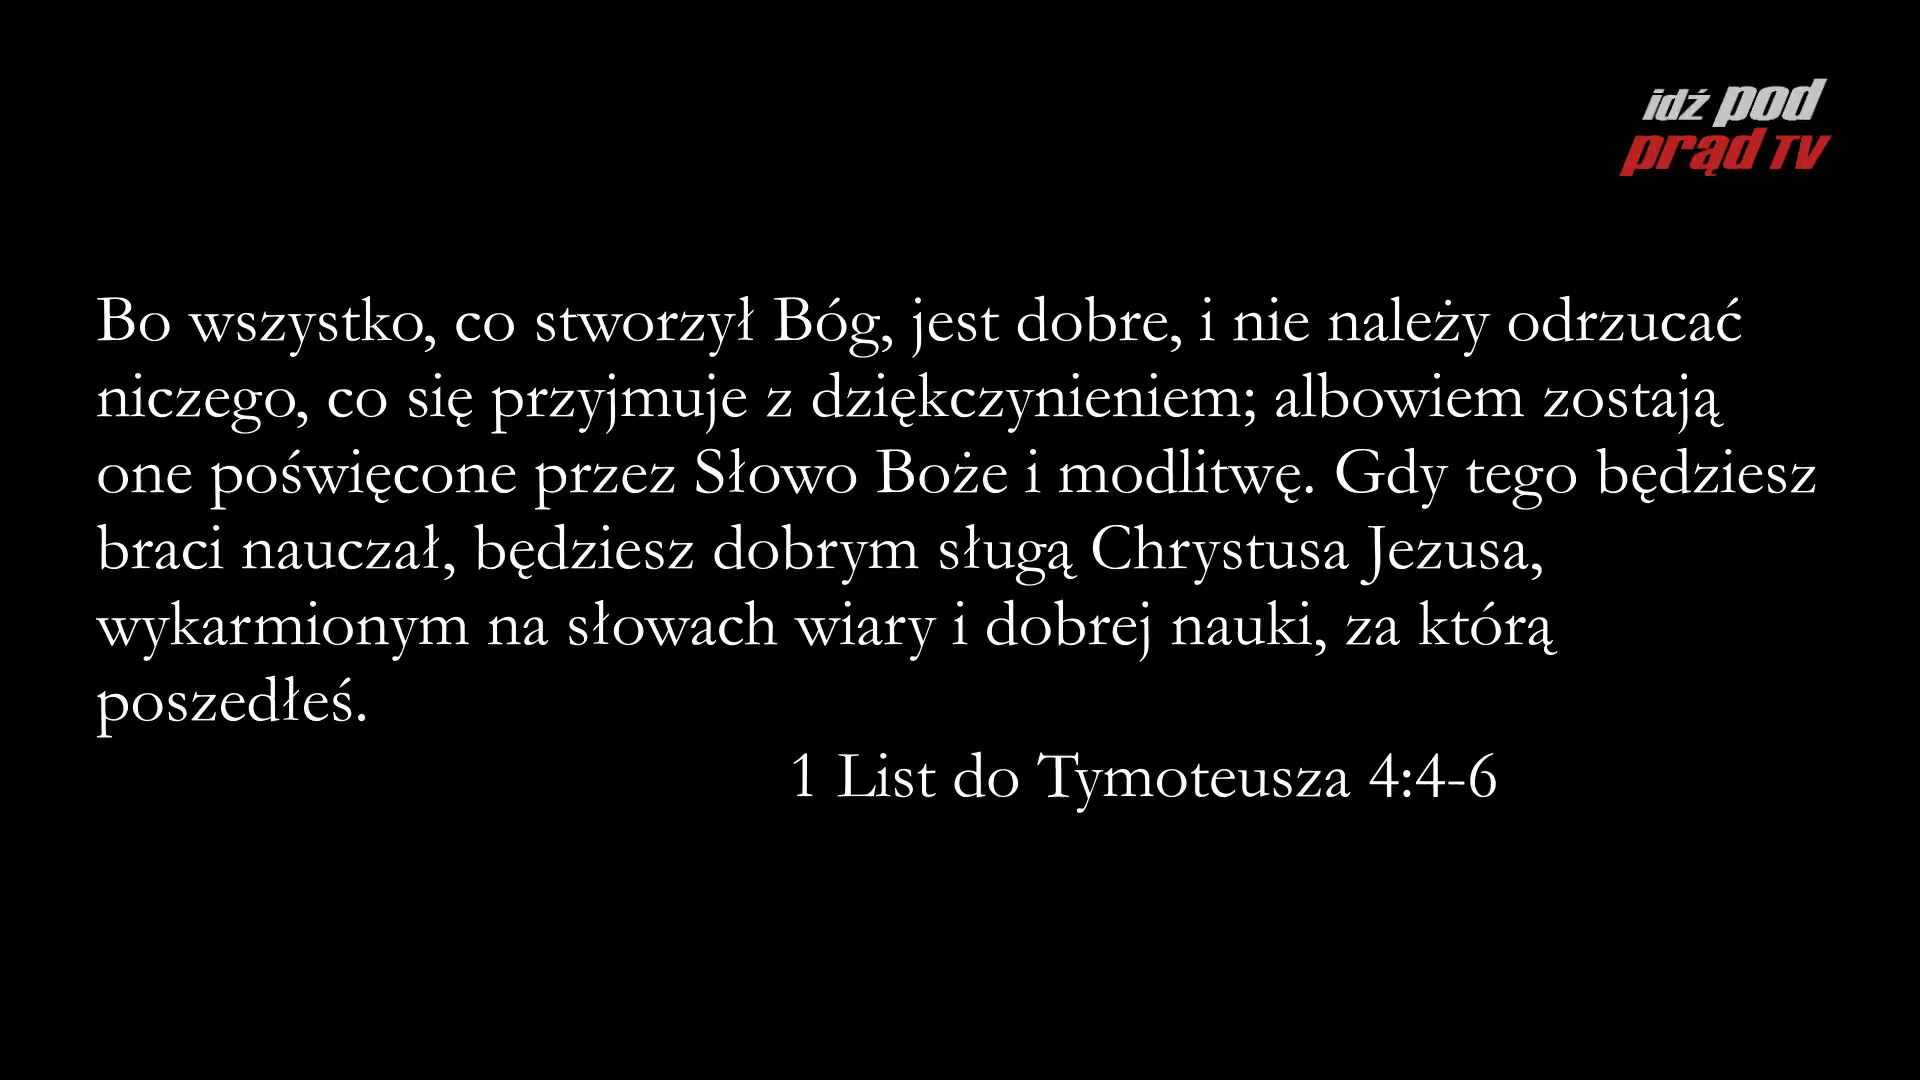 idź pod
prąd TV
Bo wszystko, co stworzył Bóg, jest dobre, i nie należy odrzucać
niczego, co się przyjmuje z dziękczynieniem; albowiem zostają
one poświęcone przez Słowo Boże i modlitwę. Gdy tego będziesz
braci nauczał, będziesz dobrym sługą Chrystusa Jezusa,
wykarmionym na słowach wiary i dobrej nauki, za którą
poszedłeś.
1 List do Tymoteusza 4:4-6